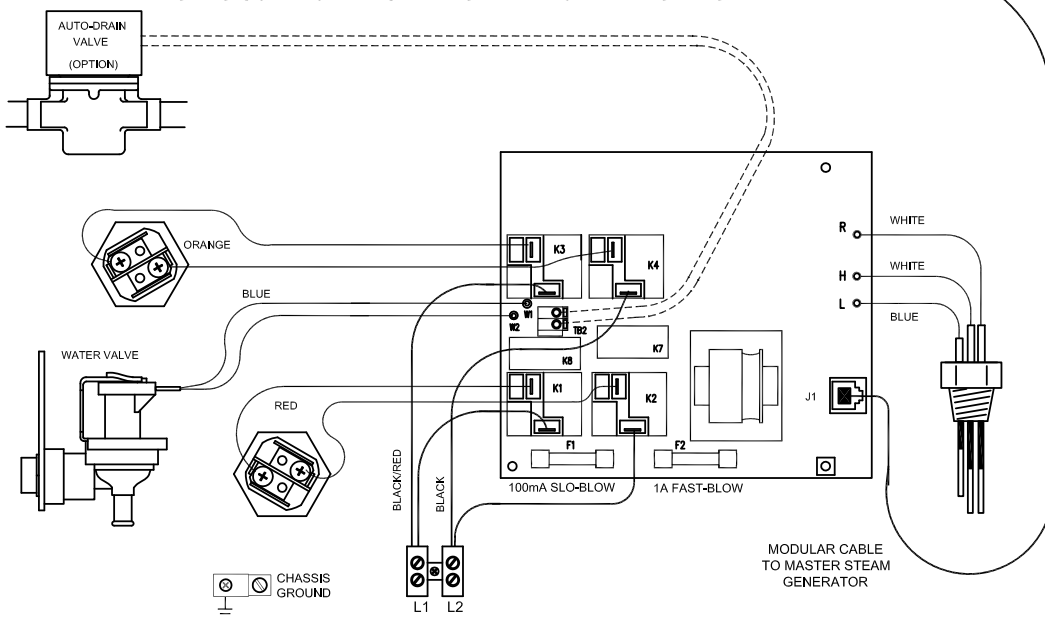 AUTO-DRAIN
VALVE
(OPTION)
ORANGE
K3
K4
R
WHITE
H
WHITE
L
BLUE
BLUE
W1
W2
TB2
WATER VALVE
K8
K7
RED
K1
K2
J1
F1
F2
100mA SLO-BLOW
1A FAST-BLOW
BLACK/RED
BLACK
MODULAR CABLE
TO MASTER STEAM
GENERATOR
CHASSIS
GROUND
L1
L2